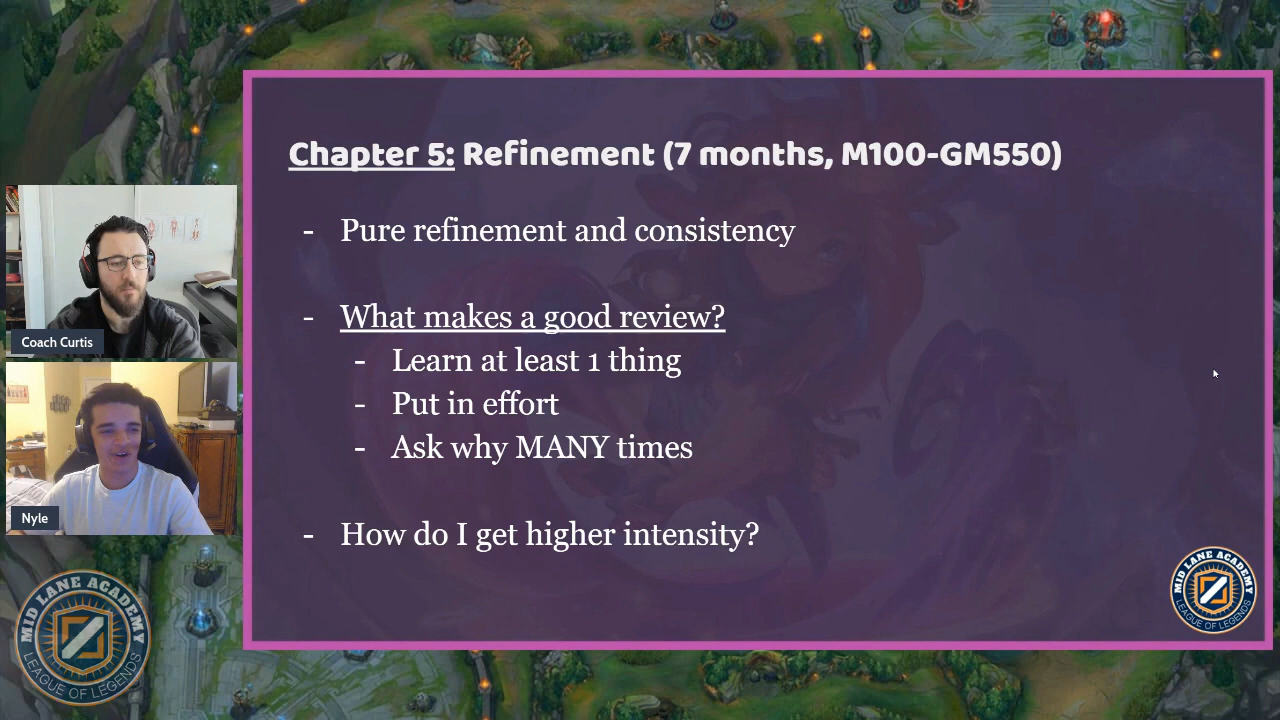 Chapter 5: Refinement (7 months, M100-GM550)
- Pure refinement and consistency
- What makes a good review?
- Learn at least 1 thing
- Put in effort
- Ask why MANY times
- How do I get higher intensity?
Coach Curtis
Nyle
MID LANE ACADEMY
LEAGUE OF LEGENDS
MID LANE ACADEMY
LEAGUE OF LEGENDS